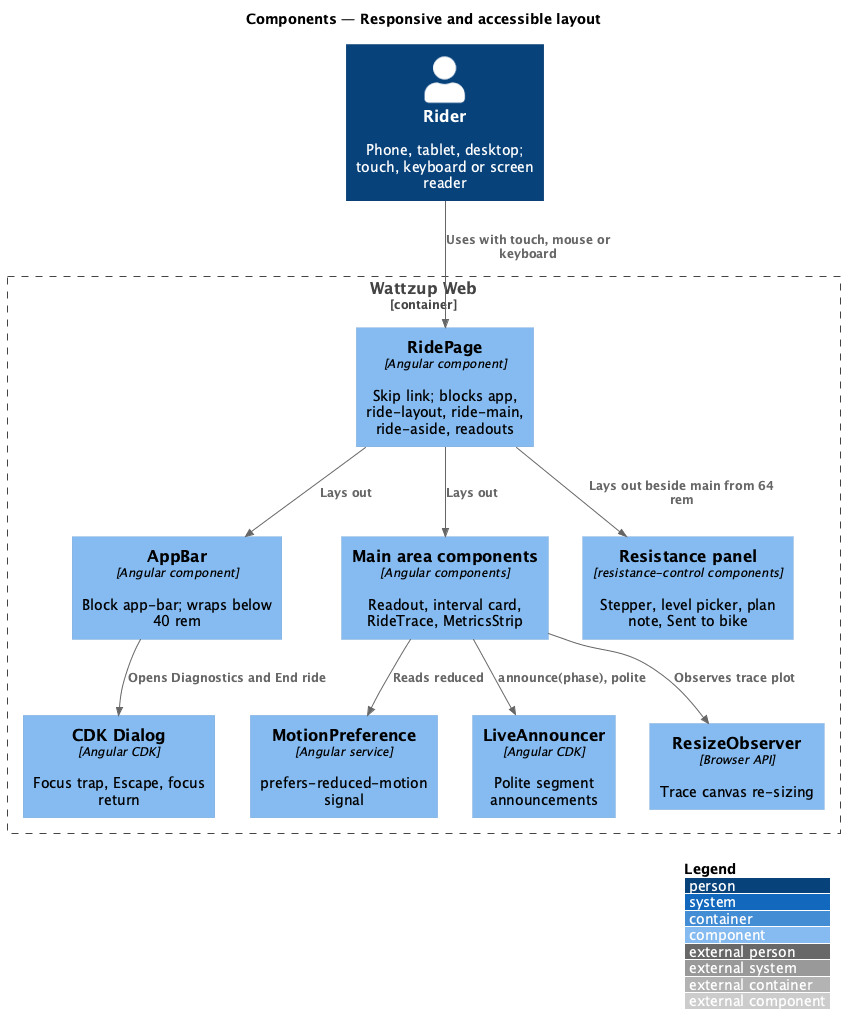 Components — Responsive and accessible layout
Rider
Phone, tablet, desktop;
touch, keyboard or screen
reader
Uses with touch, mouse or
keyboard
Wattzup Web
[container]
RidePage
[Angular component]
Skip link; blocks app,
ride-layout, ride-main,
ride-aside, readouts
Lays out
Lays out
Lays out beside main from 64
rem
AppBar
[Angular component]
Block app-bar; wraps below
40 rem
Main area components
[Angular components]
Readout, interval card,
RideTrace, MetricsStrip
Resistance panel
[resistance-control components]
Stepper, level picker, plan
note, Sent to bike
Opens Diagnostics and End ride
Reads reduced
announce(phase), polite
Observes trace plot
CDK Dialog
[Angular CDK]
Focus trap, Escape, focus
return
MotionPreference
[Angular service]
prefers-reduced-motion
signal
LiveAnnouncer
[Angular CDK]
Polite segment
announcements
ResizeObserver
[Browser API]
Trace canvas re-sizing
Legend
person
system
container
component
external person
external system
external container
external component